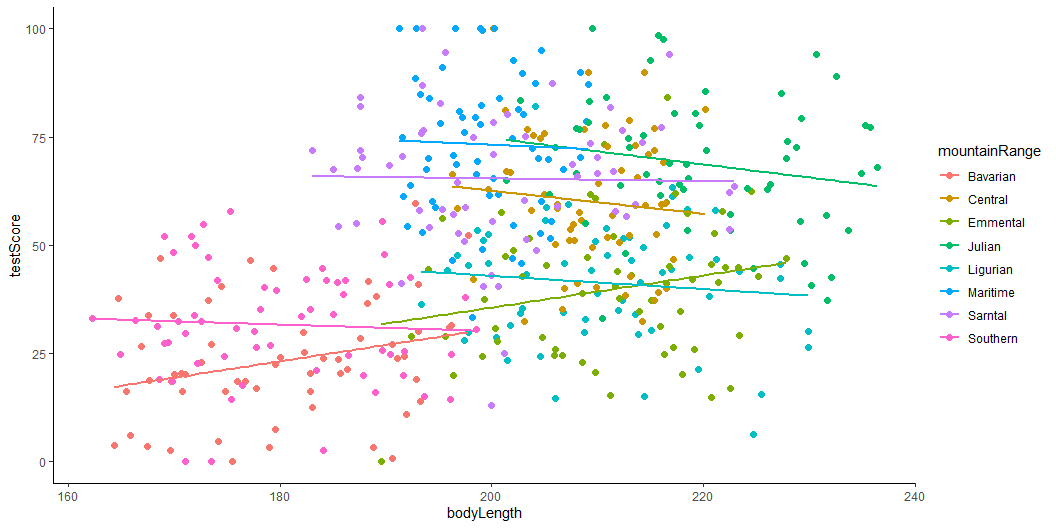 100
75
50
25
0
testScore
160
180
200
220
240
bodyLength
mountainRange
Bavarian
Central
Emmental
Julian
Ligurian
Maritime
Sarntal
Southern